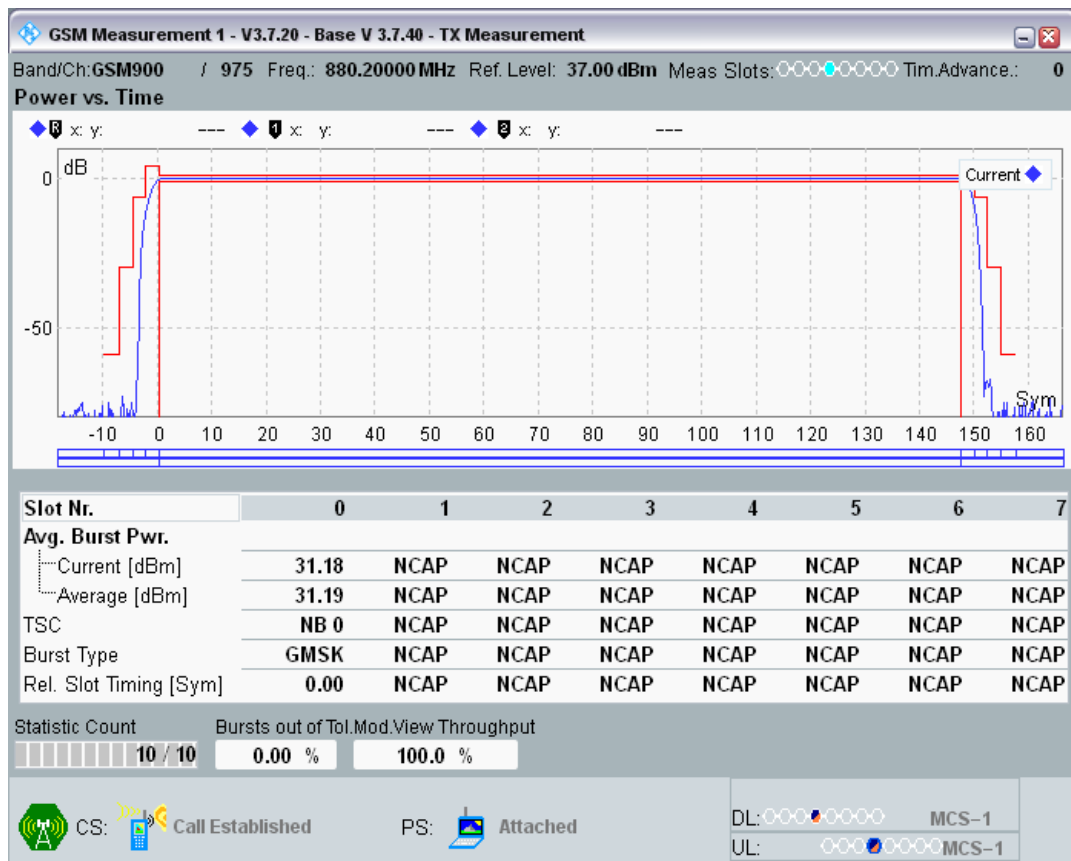 GSM Measurement 1 - V3.7.20 - Base V 3.7.40 - TX Measurement
Band/Ch:GSM900 / 975 Freq.: 880.20000 MHz Ref. Level: 37.00 dBm Meas Slots: Tim.Advance.: 0
Power vs. Time
R x: y: --- 1 x: y: --- 2 x: y: ---
dB
Current
0
-50
Sym
-10 0 10 20 30 40 50 60 70 80 90 100 110 120 130 140 150 160
Slot Nr. 0 1 2 3 4 5 6 7
Avg. Burst Pwr.
Current [dBm] 31.18 NCAP NCAP NCAP NCAP NCAP NCAP NCAP
Average [dBm] 31.19 NCAP NCAP NCAP NCAP NCAP NCAP NCAP
TSC NB 0 NCAP NCAP NCAP NCAP NCAP NCAP NCAP
Burst Type GMSK NCAP NCAP NCAP NCAP NCAP NCAP NCAP
Rel. Slot Timing [Sym] 0.00 NCAP NCAP NCAP NCAP NCAP NCAP NCAP
Statistic Count Bursts out of Tol.Mod.View Throughput
10 / 10 0.00 % 100.0 %
CS: Call Established PS: Attached
DL: MCS-1
UL: MCS-1